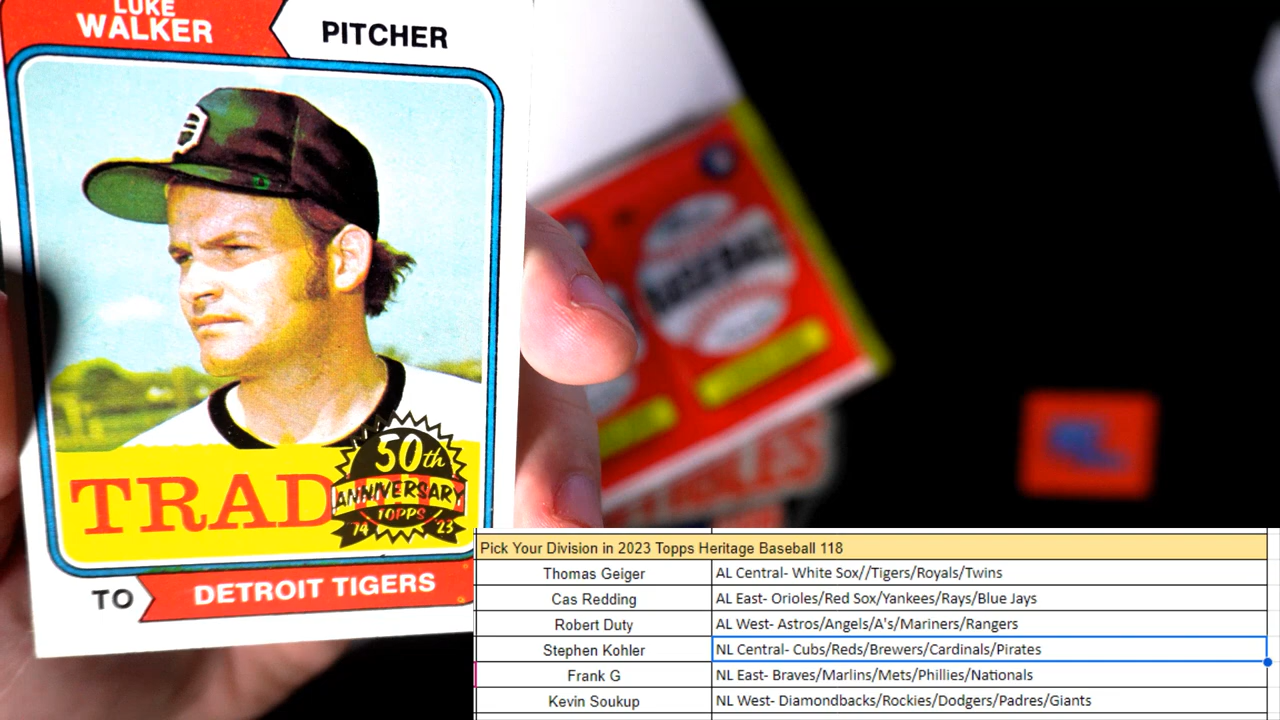 LUKE
WALKER
PITCHER
BASEBALL
TRAD
50th
ANNIVERSARY
TOPPS
74 23
TO
DETROIT TIGERS
Pick Your Division in 2023 Topps Heritage Baseball 118
Thomas Geiger AL Central- White Sox//Tigers/Royals/Twins
Cas Redding AL East- Orioles/Red Sox/Yankees/Rays/Blue Jays
Robert Duty AL West- Astros/Angels/A's/Mariners/Rangers
Stephen Kohler NL Central- Cubs/Reds/Brewers/Cardinals/Pirates
Frank G NL East- Braves/Marlins/Mets/Phillies/Nationals
Kevin Soukup NL West- Diamondbacks/Rockies/Dodgers/Padres/Giants